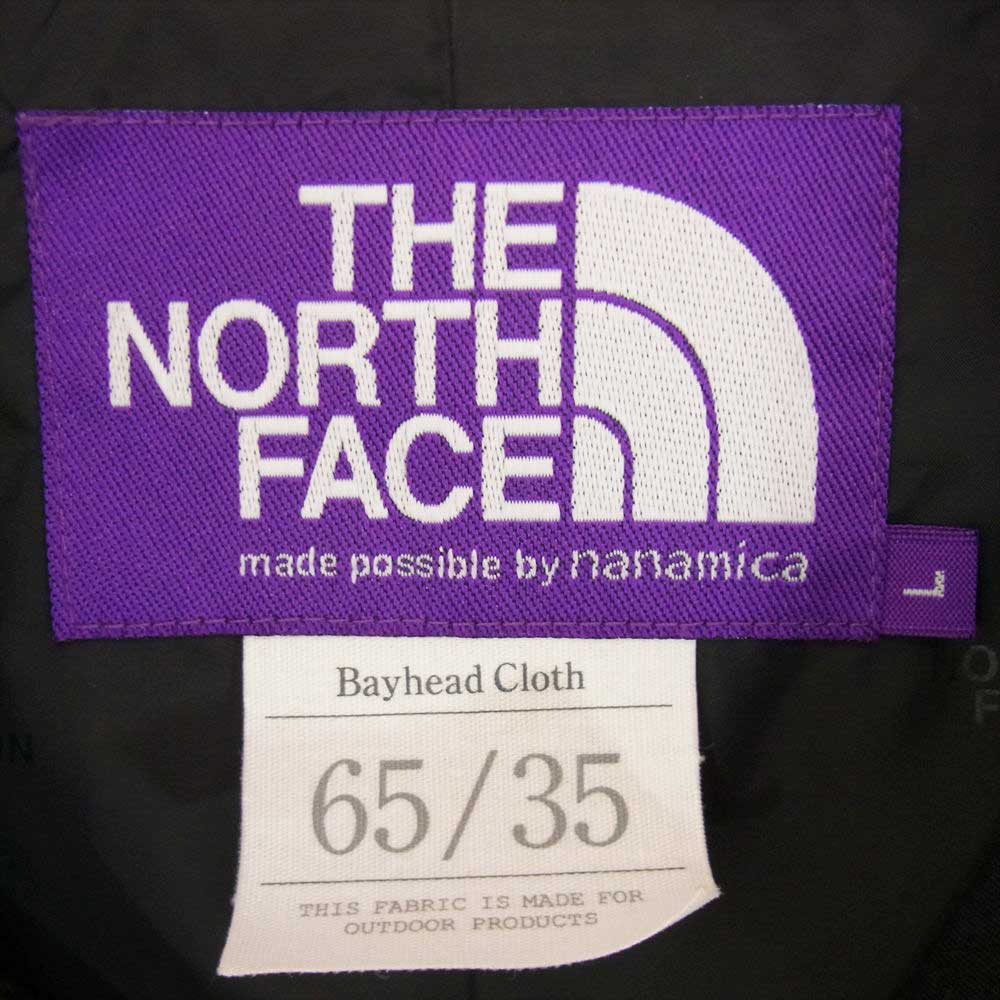 THE
NORTH
FACE
made possible by nanamica
L
Bayhead Cloth
65/35
THIS FABRIC IS MADE FOR
OUTDOOR PRODUCTS